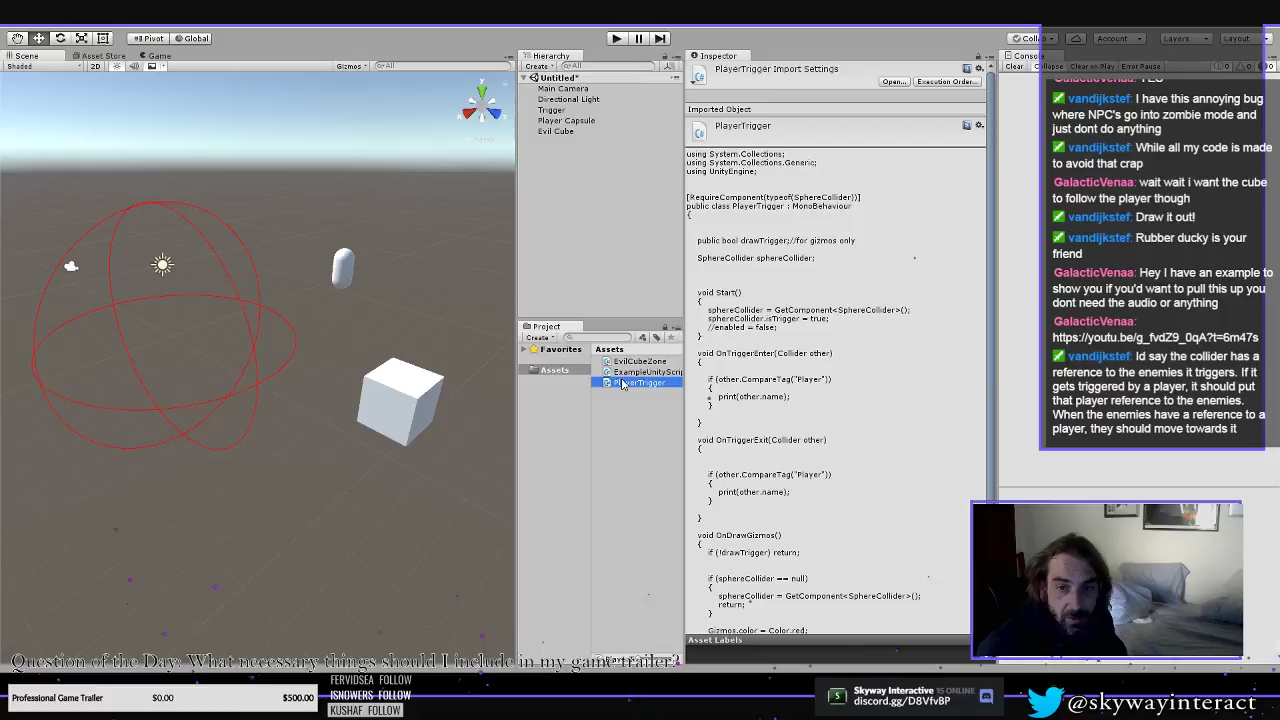 Pivot
Global
Collab
Account
Layers
Layout
Scene
Asset Store
Game
Hierarchy
Inspector
Console
Shaded
2D
Gizmos
All
Create
All
Clear
Collapse
Clear on Play
Error Pause
Untitled*
Main Camera
Directional Light
Trigger
Player Capsule
Evil Cube
Persp
y
x
z
PlayerTrigger Import Settings
Open...
Execution Order...
Imported Object
PlayerTrigger
using System.Collections;
using System.Collections.Generic;
using UnityEngine;
[RequireComponent(typeof(SphereCollider))]
public class PlayerTrigger : MonoBehaviour
{
public bool drawTrigger;//for gizmos only
SphereCollider sphereCollider;
void Start()
{
sphereCollider = GetComponent<SphereCollider>();
sphereCollider.isTrigger = true;
//enabled = false;
}
void OnTriggerEnter(Collider other)
{
if (other.CompareTag("Player"))
{
print(other.name);
}
}
void OnTriggerExit(Collider other)
{
if (other.CompareTag("Player"))
{
print(other.name);
}
}
void OnDrawGizmos()
{
if (!drawTrigger) return;
if (sphereCollider == null)
{
sphereCollider = GetComponent<SphereCollider>();
return;
}
Gizmos.color = Color.red;
Asset Labels
Project
Create
Favorites
Assets
Assets
EvilCubeZone
ExampleUnityScrip
PlayerTrigger
GalacticVenaa: YES
vandijkstef: I have this annoying bug
where NPC's go into zombie mode and
just dont do anything
vandijkstef: While all my code is made
to avoid that crap
GalacticVenaa: wait wait i want the cube
to follow the player though
vandijkstef: Draw it out!
vandijkstef: Rubber ducky is your
friend
GalacticVenaa: Hey I have an example to
show you if you'd want to pull this up you
dont need the audio or anything
GalacticVenaa:
https://youtu.be/g_fvdZ9_0qA?t=6m47s
vandijkstef: Id say the collider has a
reference to the enemies it triggers. If
it gets triggered by a player, it should put
that player reference to the enemies.
When the enemies have a reference to a
player, they should move towards it
Question of the Day: What necessary things should I include in my game trailer?
Professional Game Trailer
$0.00
$500.00
FERVIDSEA FOLLOW
ISNOWERS FOLLOW
KUSHAF FOLLOW
Skyway Interactive 15 ONLINE
discord.gg/D8VfvBP
@skywayinteract